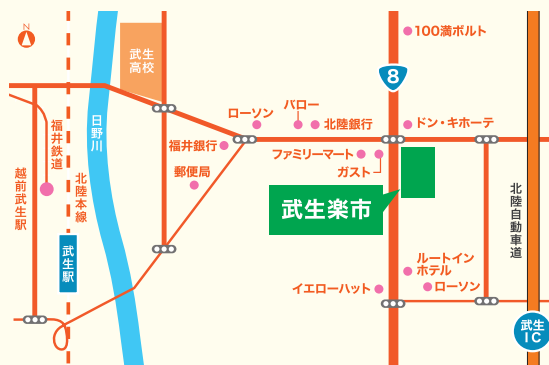 N
100満ボルト
武生
高校
8
ローソン
バロー
北陸銀行
ドン・キホーテ
日野川
福井鉄道
福井銀行
ファミリーマート
郵便局
ガスト
越前武生駅
北陸本線
武生楽市
北陸自動車道
武生駅
ルートイン
ホテル
イエローハット
ローソン
武生
IC